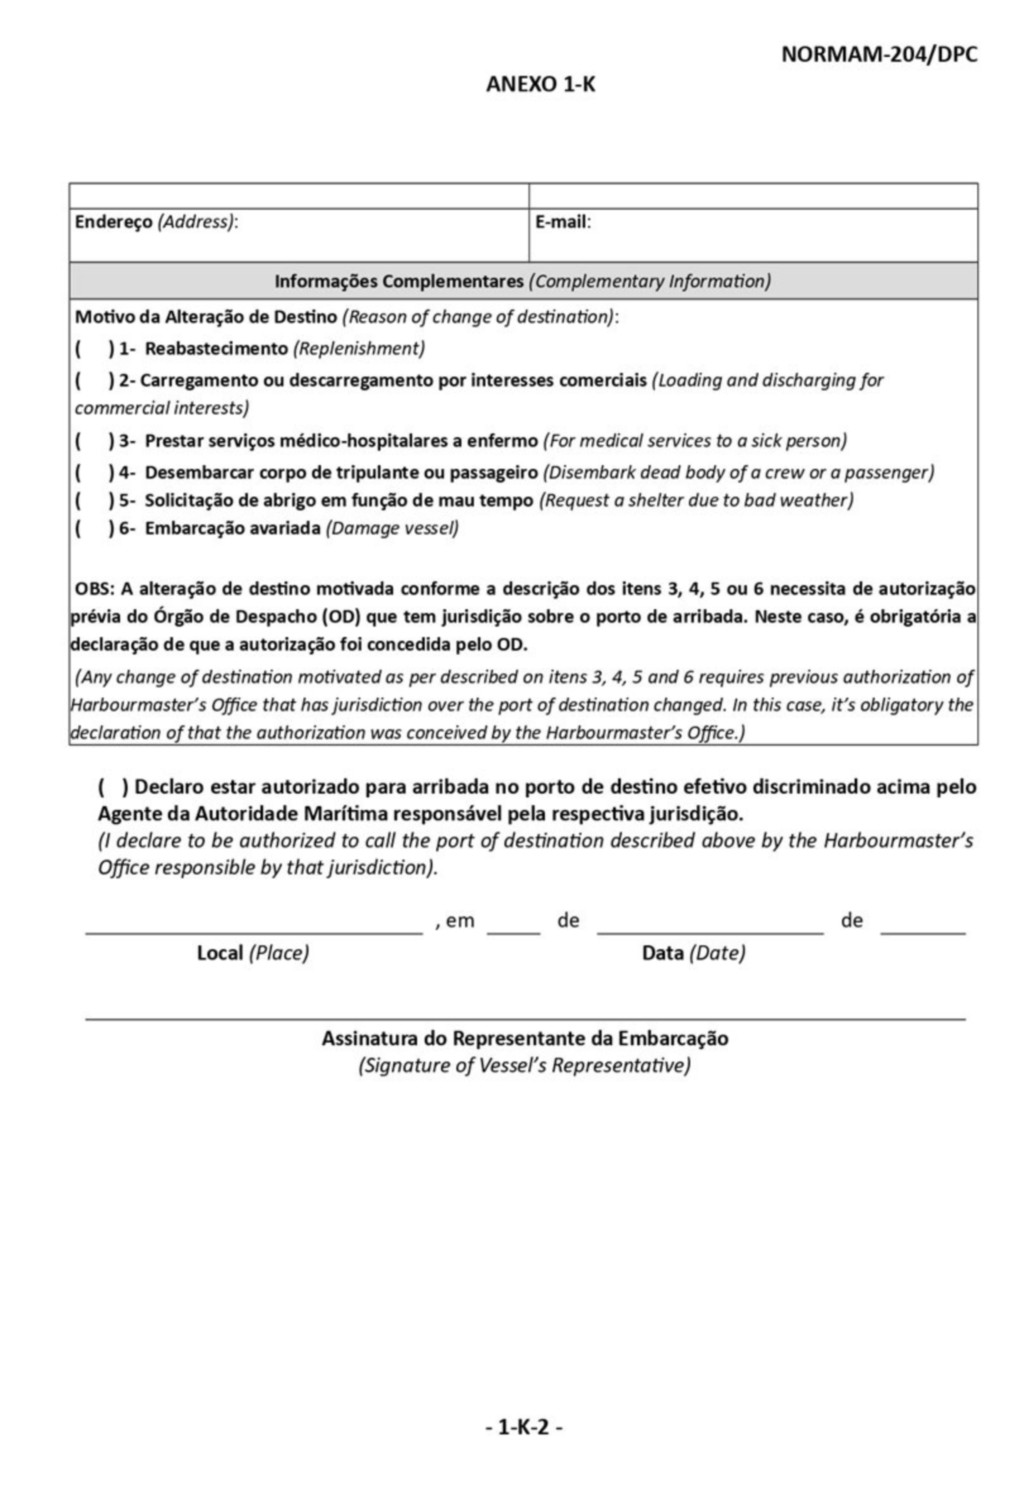 NORMAM-204/DPC
ANEXO 1-K
Endereço (Address):
E-mail:
Informações Complementares (Complementary Information)
Motivo da Alteração de Destino (Reason of change of destination):
(    ) 1- Reabastecimento (Replenishment)
(    ) 2- Carregamento ou descarregamento por interesses comerciais (Loading and discharging for
commercial interests)
(    ) 3- Prestar serviços médico-hospitalares a enfermo (For medical services to a sick person)
(    ) 4- Desembarcar corpo de tripulante ou passageiro (Disembark dead body of a crew or a passenger)
(    ) 5- Solicitação de abrigo em função de mau tempo (Request a shelter due to bad weather)
(    ) 6- Embarcação avariada (Damage vessel)
OBS: A alteração de destino motivada conforme a descrição dos itens 3, 4, 5 ou 6 necessita de autorização
prévia do Órgão de Despacho (OD) que tem jurisdição sobre o porto de arribada. Neste caso, é obrigatória a
declaração de que a autorização foi concedida pelo OD.
(Any change of destination motivated as per described on itens 3, 4, 5 and 6 requires previous authorization of
Harbourmaster's Office that has jurisdiction over the port of destination changed. In this case, it's obligatory the
declaration of that the authorization was conceived by the Harbourmaster's Office.)
(   ) Declaro estar autorizado para arribada no porto de destino efetivo discriminado acima pelo
Agente da Autoridade Marítima responsável pela respectiva jurisdição.
(I declare to be authorized to call the port of destination described above by the Harbourmaster's
Office responsible by that jurisdiction).
, em _____ de _____ de _____
Local (Place) Data (Date)
Assinatura do Representante da Embarcação
(Signature of Vessel's Representative)
- 1-K-2 -